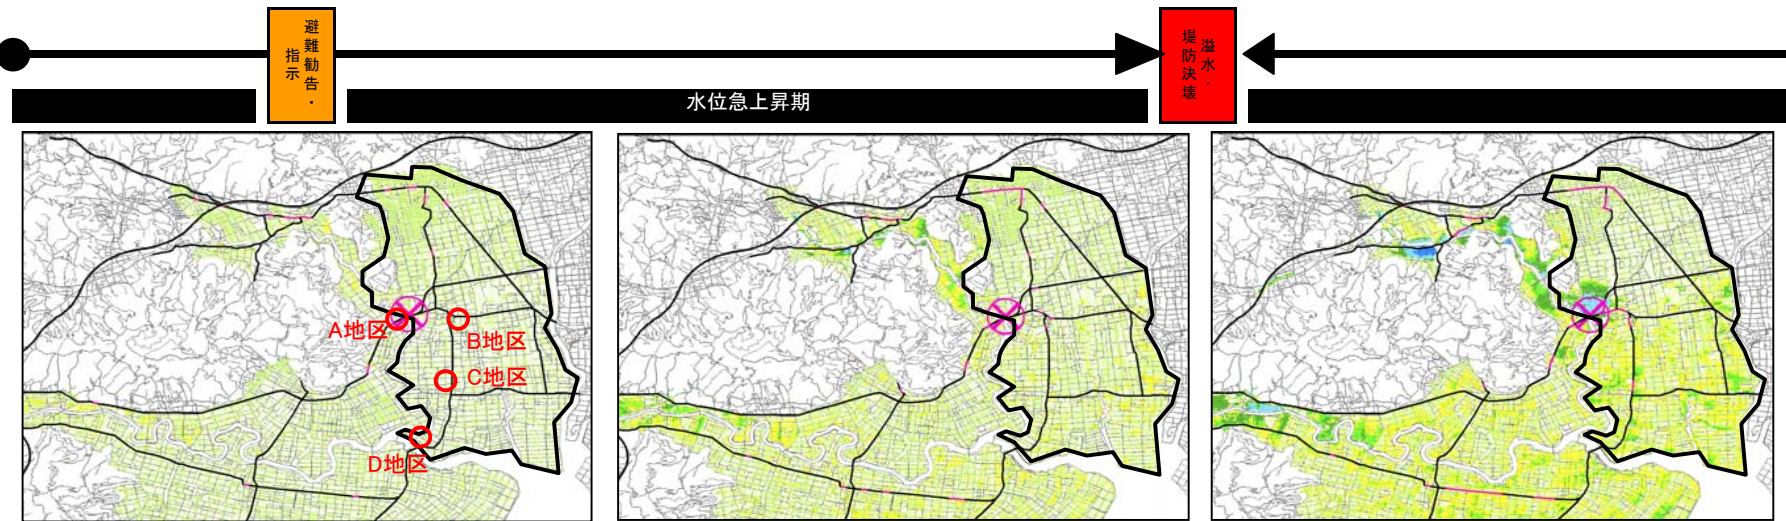 避難勧告・
指示
溢水・
堤防決壊
水位急上昇期
A地区
B地区
C地区
D地区